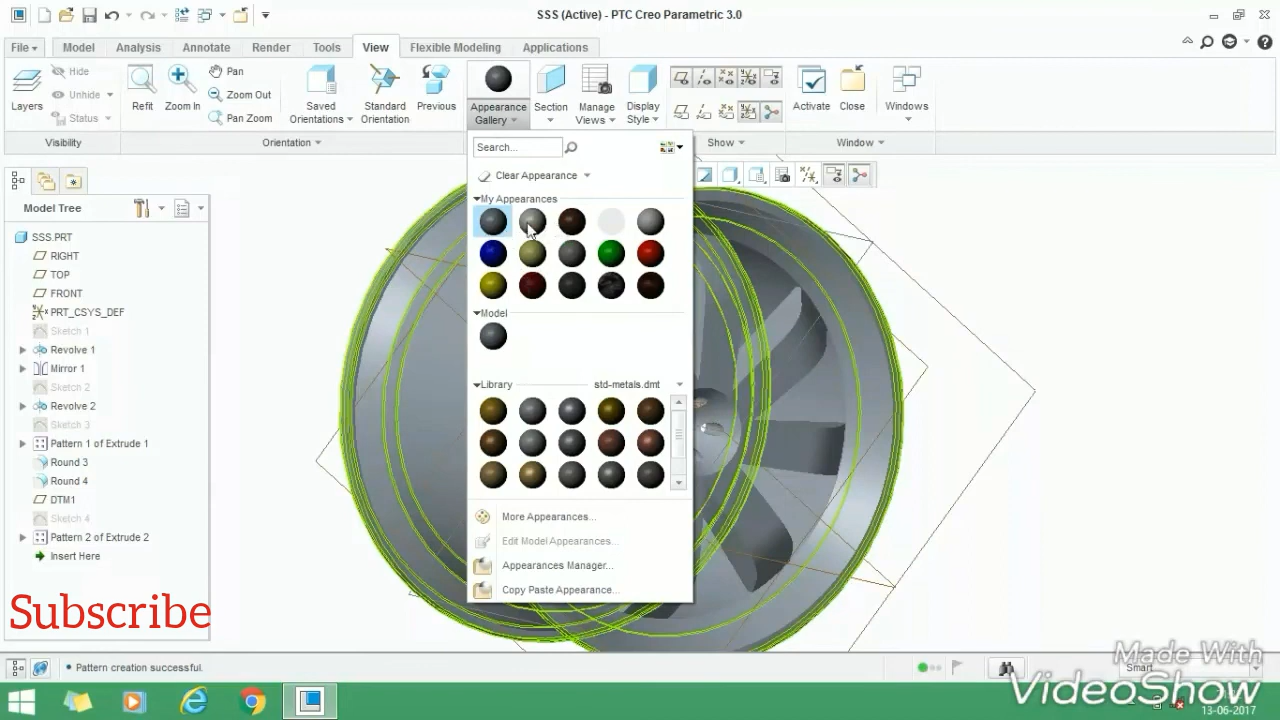 SSS (Active) - PTC Creo Parametric 3.0
File
Model
Analysis
Annotate
Render
Tools
View
Flexible Modeling
Applications
Layers
Hide
Unhide
Status
Visibility
Refit
Zoom In
Pan
Zoom Out
Pan Zoom
Saved
Orientations
Standard
Orientation
Previous
Orientation
Appearance
Gallery
Section
Manage
Views
Display
Style
Show
Activate
Close
Windows
Window
Search...
Clear Appearance
My Appearances
Model
Library
std-metals.dmt
More Appearances...
Edit Model Appearances...
Appearances Manager...
Copy Paste Appearance...
Model Tree
SSS.PRT
RIGHT
TOP
FRONT
PRT_CSYS_DEF
Sketch 1
Revolve 1
Mirror 1
Sketch 2
Revolve 2
Pattern 1 of Extrude 1
Round 3
Round 4
DTM1
Sketch 4
Pattern 2 of Extrude 2
Insert Here
Subscribe
Pattern creation successful.
Smart
Made With
VideoShow
13-06-2017